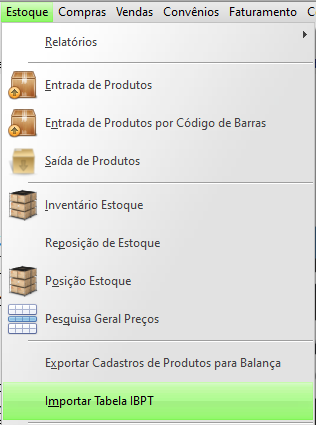 Estoque Compras Vendas Convênios Faturamento
Relatórios
Entrada de Produtos
Entrada de Produtos por Código de Barras
Saída de Produtos
Inventário Estoque
Reposição de Estoque
Posição Estoque
Pesquisa Geral Preços
Exportar Cadastros de Produtos para Balança
Importar Tabela IBPT